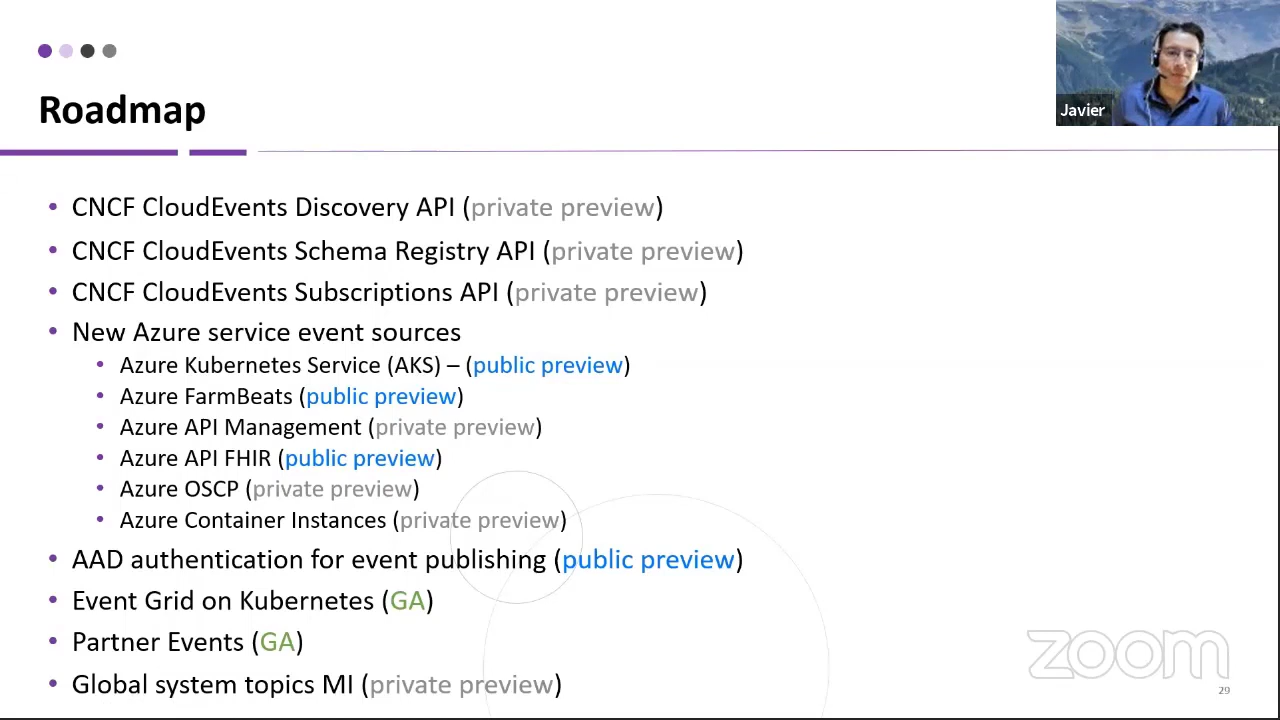 Javier
Roadmap
• CNCF CloudEvents Discovery API (private preview)
• CNCF CloudEvents Schema Registry API (private preview)
• CNCF CloudEvents Subscriptions API (private preview)
• New Azure service event sources
• Azure Kubernetes Service (AKS) – (public preview)
• Azure FarmBeats (public preview)
• Azure API Management (private preview)
• Azure API FHIR (public preview)
• Azure OSCP (private preview)
• Azure Container Instances (private preview)
• AAD authentication for event publishing (public preview)
• Event Grid on Kubernetes (GA)
• Partner Events (GA)
• Global system topics MI (private preview)
zoom
29